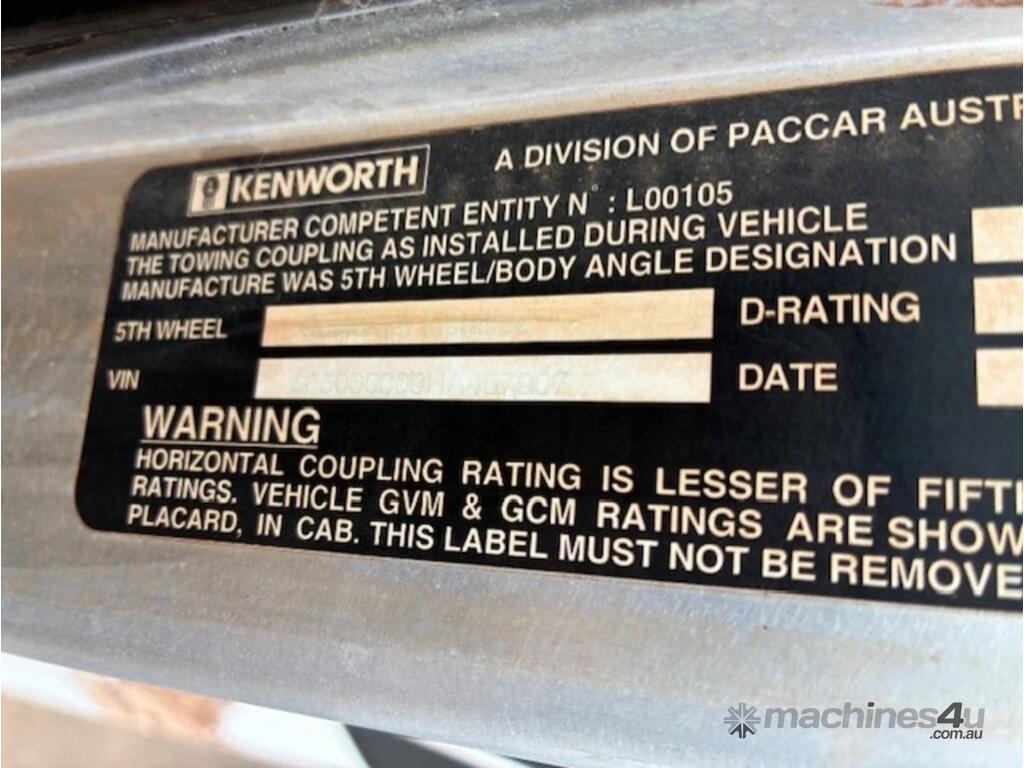 KENWORTH
A DIVISION OF PACCAR AUSTR
MANUFACTURER COMPETENT ENTITY N° : L00105
THE TOWING COUPLING AS INSTALLED DURING VEHICLE
MANUFACTURE WAS 5TH WHEEL/BODY ANGLE DESIGNATION
5TH WHEEL
D-RATING
VIN
DATE
WARNING
HORIZONTAL COUPLING RATING IS LESSER OF FIFTH
RATINGS. VEHICLE GVM & GCM RATINGS ARE SHOW
PLACARD, IN CAB. THIS LABEL MUST NOT BE REMOVE
machines4u
.com.au